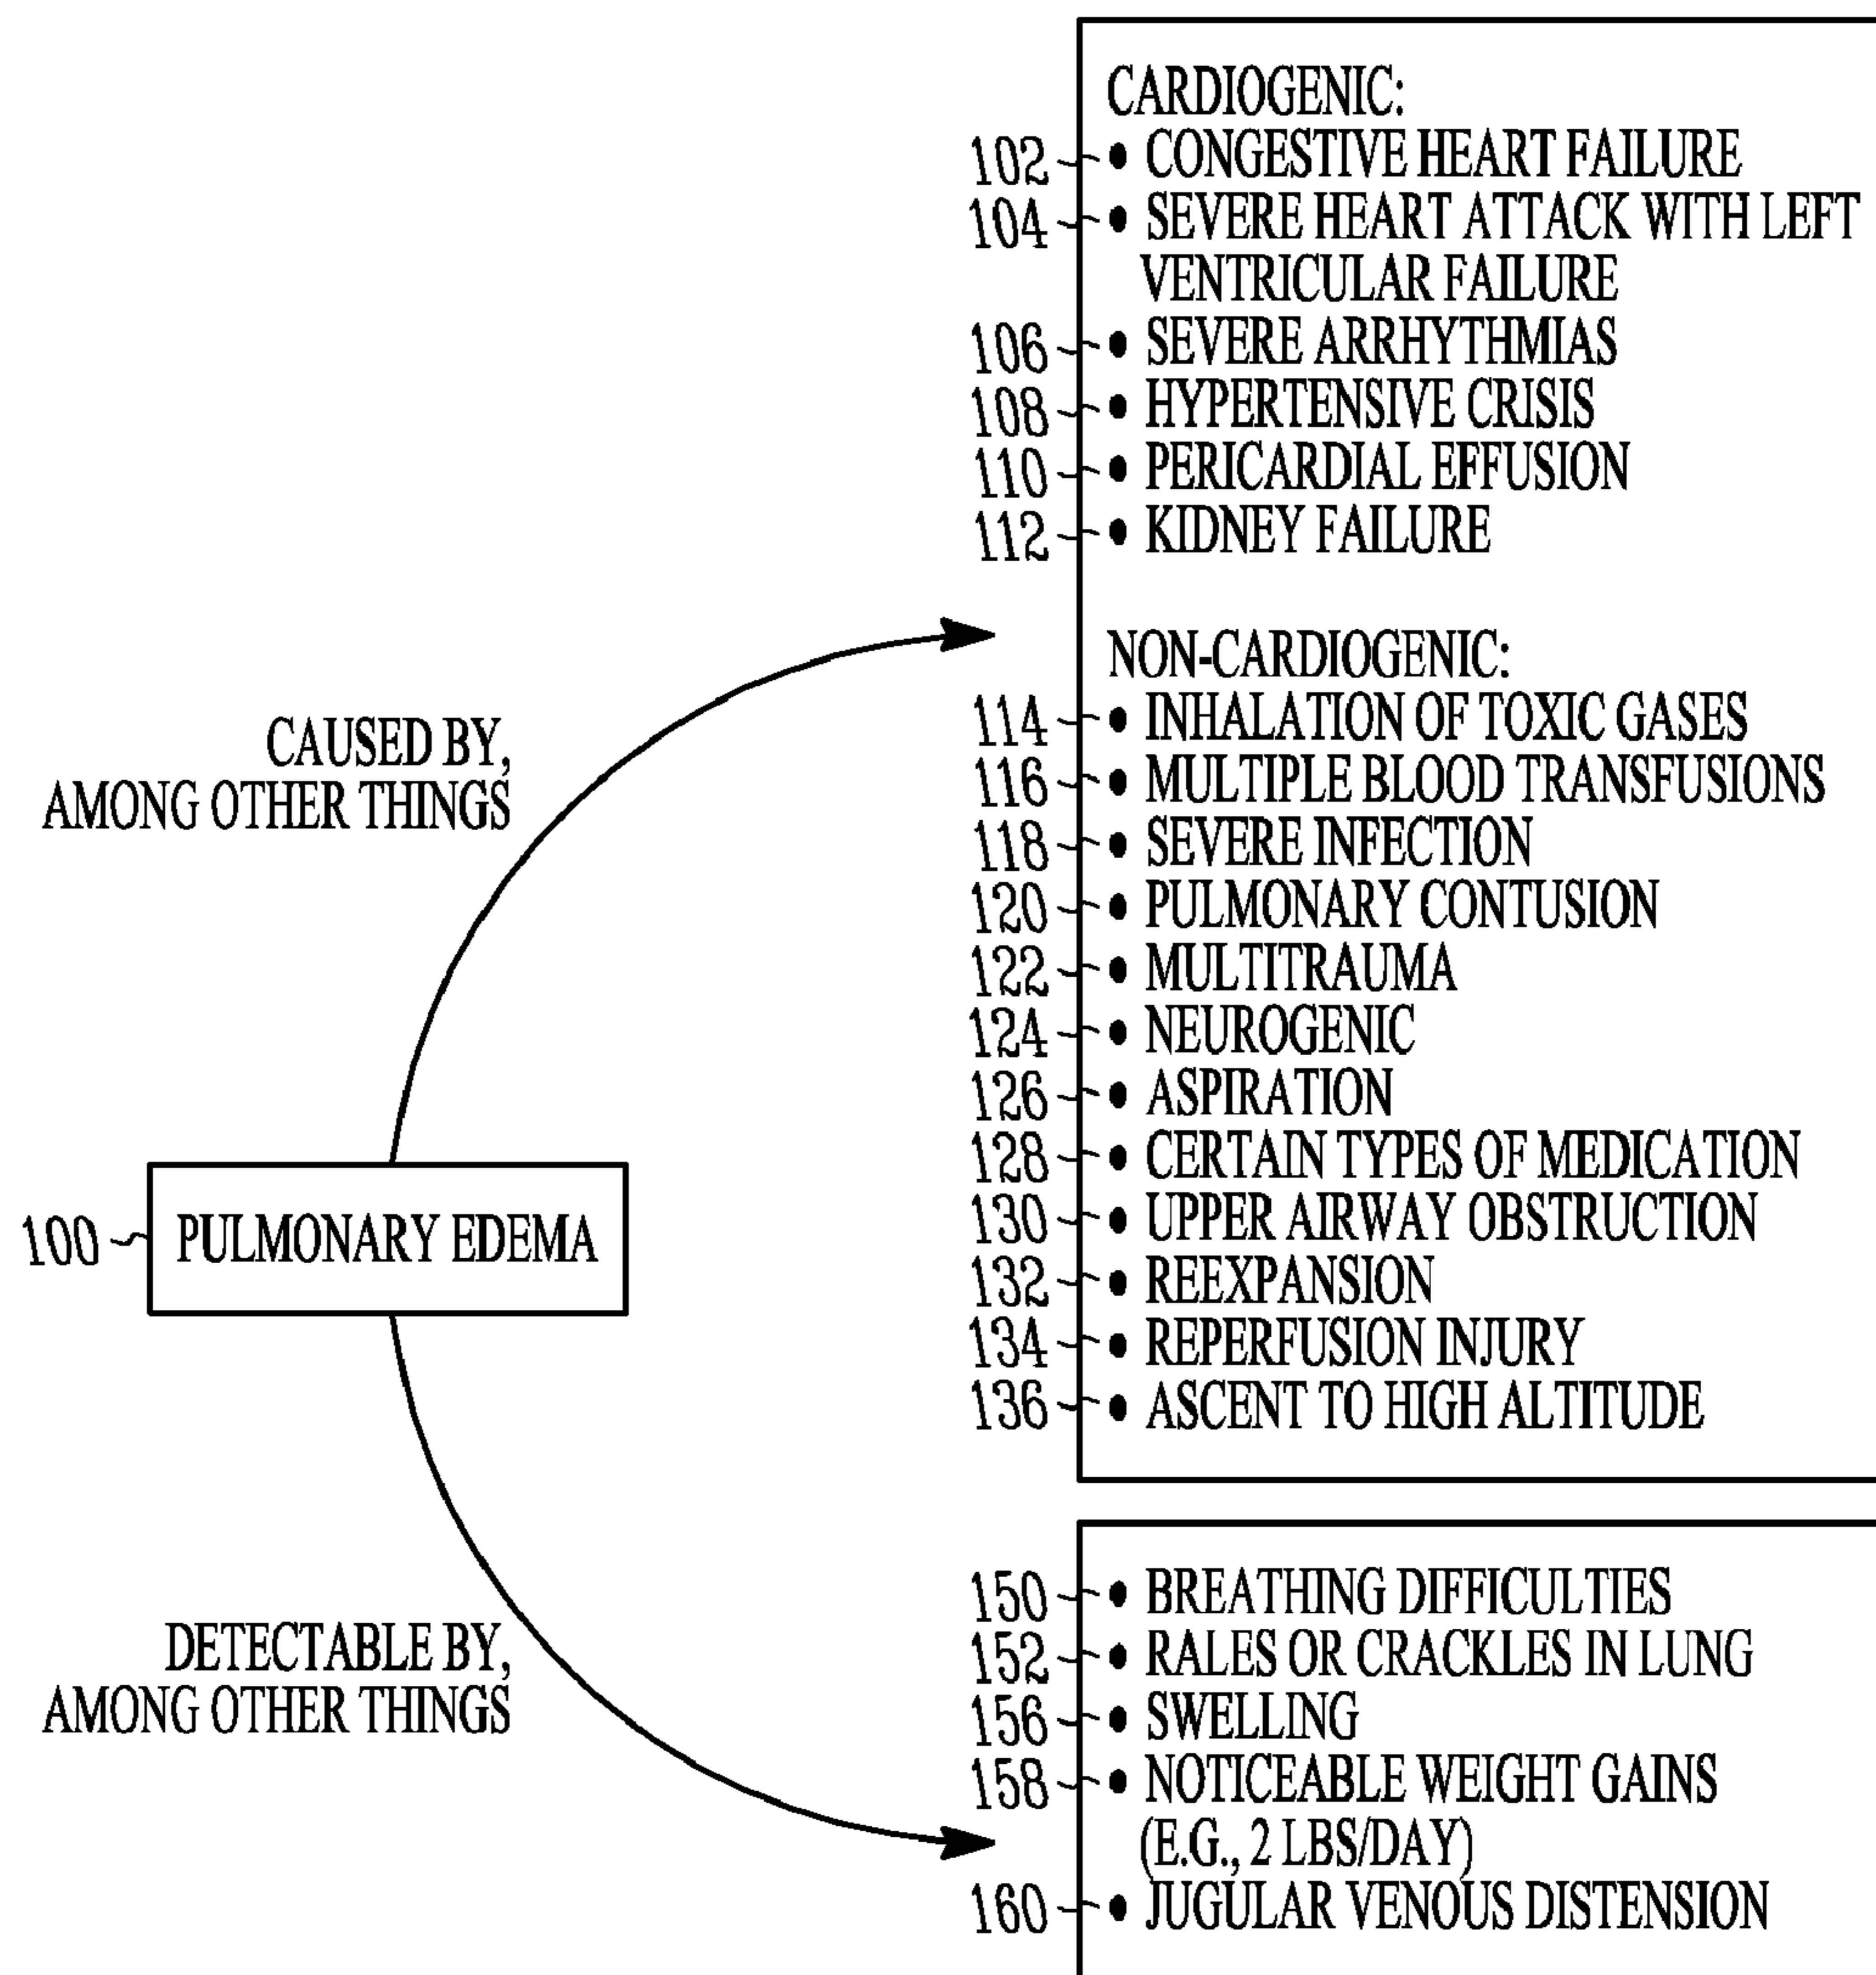 CARDIOGENIC:
102 • CONGESTIVE HEART FAILURE
104 • SEVERE HEART ATTACK WITH LEFT
VENTRICULAR FAILURE
106 • SEVERE ARRHYTHMIAS
108 • HYPERTENSIVE CRISIS
110 • PERICARDIAL EFFUSION
112 • KIDNEY FAILURE
NON-CARDIOGENIC:
114 • INHALATION OF TOXIC GASES
116 • MULTIPLE BLOOD TRANSFUSIONS
118 • SEVERE INFECTION
120 • PULMONARY CONTUSION
122 • MULTITRAUMA
124 • NEUROGENIC
126 • ASPIRATION
128 • CERTAIN TYPES OF MEDICATION
130 • UPPER AIRWAY OBSTRUCTION
132 • REEXPANSION
134 • REPERFUSION INJURY
136 • ASCENT TO HIGH ALTITUDE
CAUSED BY,
AMONG OTHER THINGS
100 PULMONARY EDEMA
DETECTABLE BY,
AMONG OTHER THINGS
150 • BREATHING DIFFICULTIES
152 • RALES OR CRACKLES IN LUNG
156 • SWELLING
158 • NOTICEABLE WEIGHT GAINS
(E.G., 2 LBS/DAY)
160 • JUGULAR VENOUS DISTENSION